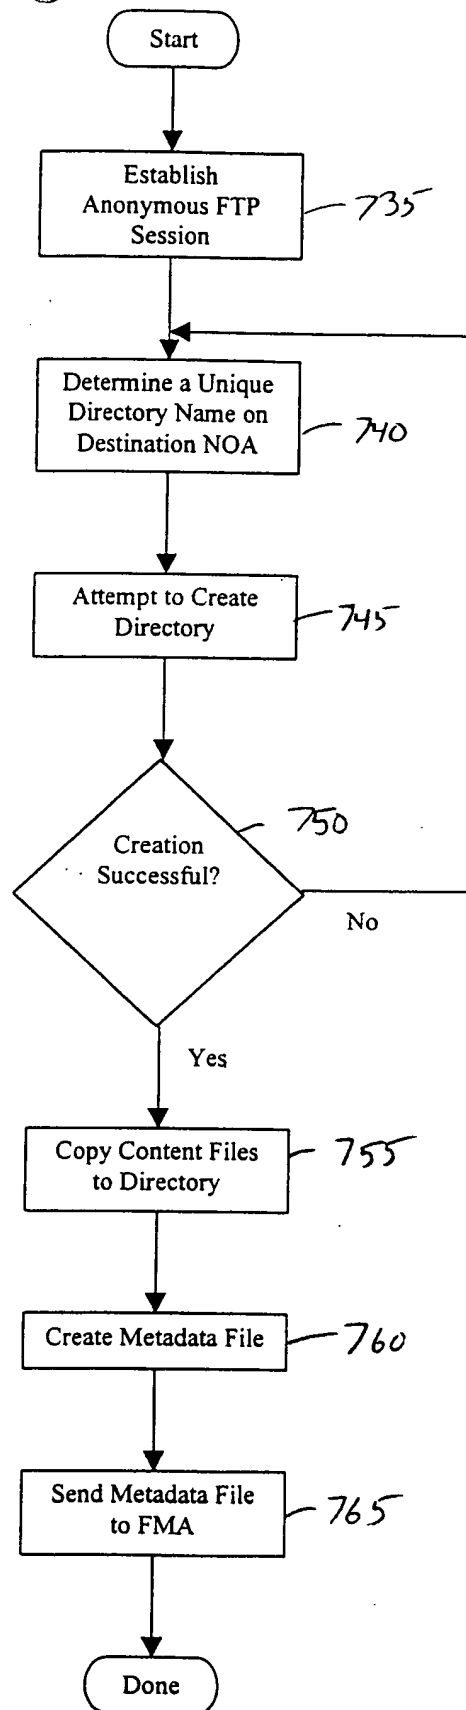 Start
Establish
Anonymous FTP
Session
735
Determine a Unique
Directory Name on
Destination NOA
740
Attempt to Create
Directory
745
Creation
Successful?
750
No
Yes
Copy Content Files
to Directory
755
Create Metadata File
760
Send Metadata File
to FMA
765
Done